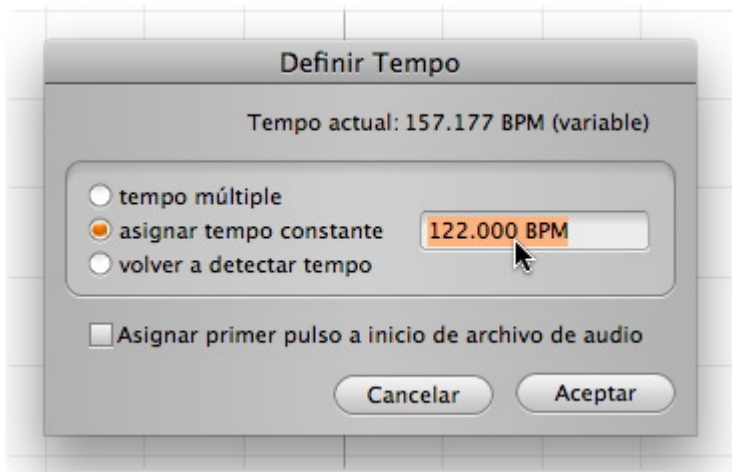 Definir Tempo
Tempo actual: 157.177 BPM (variable)
tempo múltiple
asignar tempo constante 122.000 BPM
volver a detectar tempo
Asignar primer pulso a inicio de archivo de audio
Cancelar Aceptar